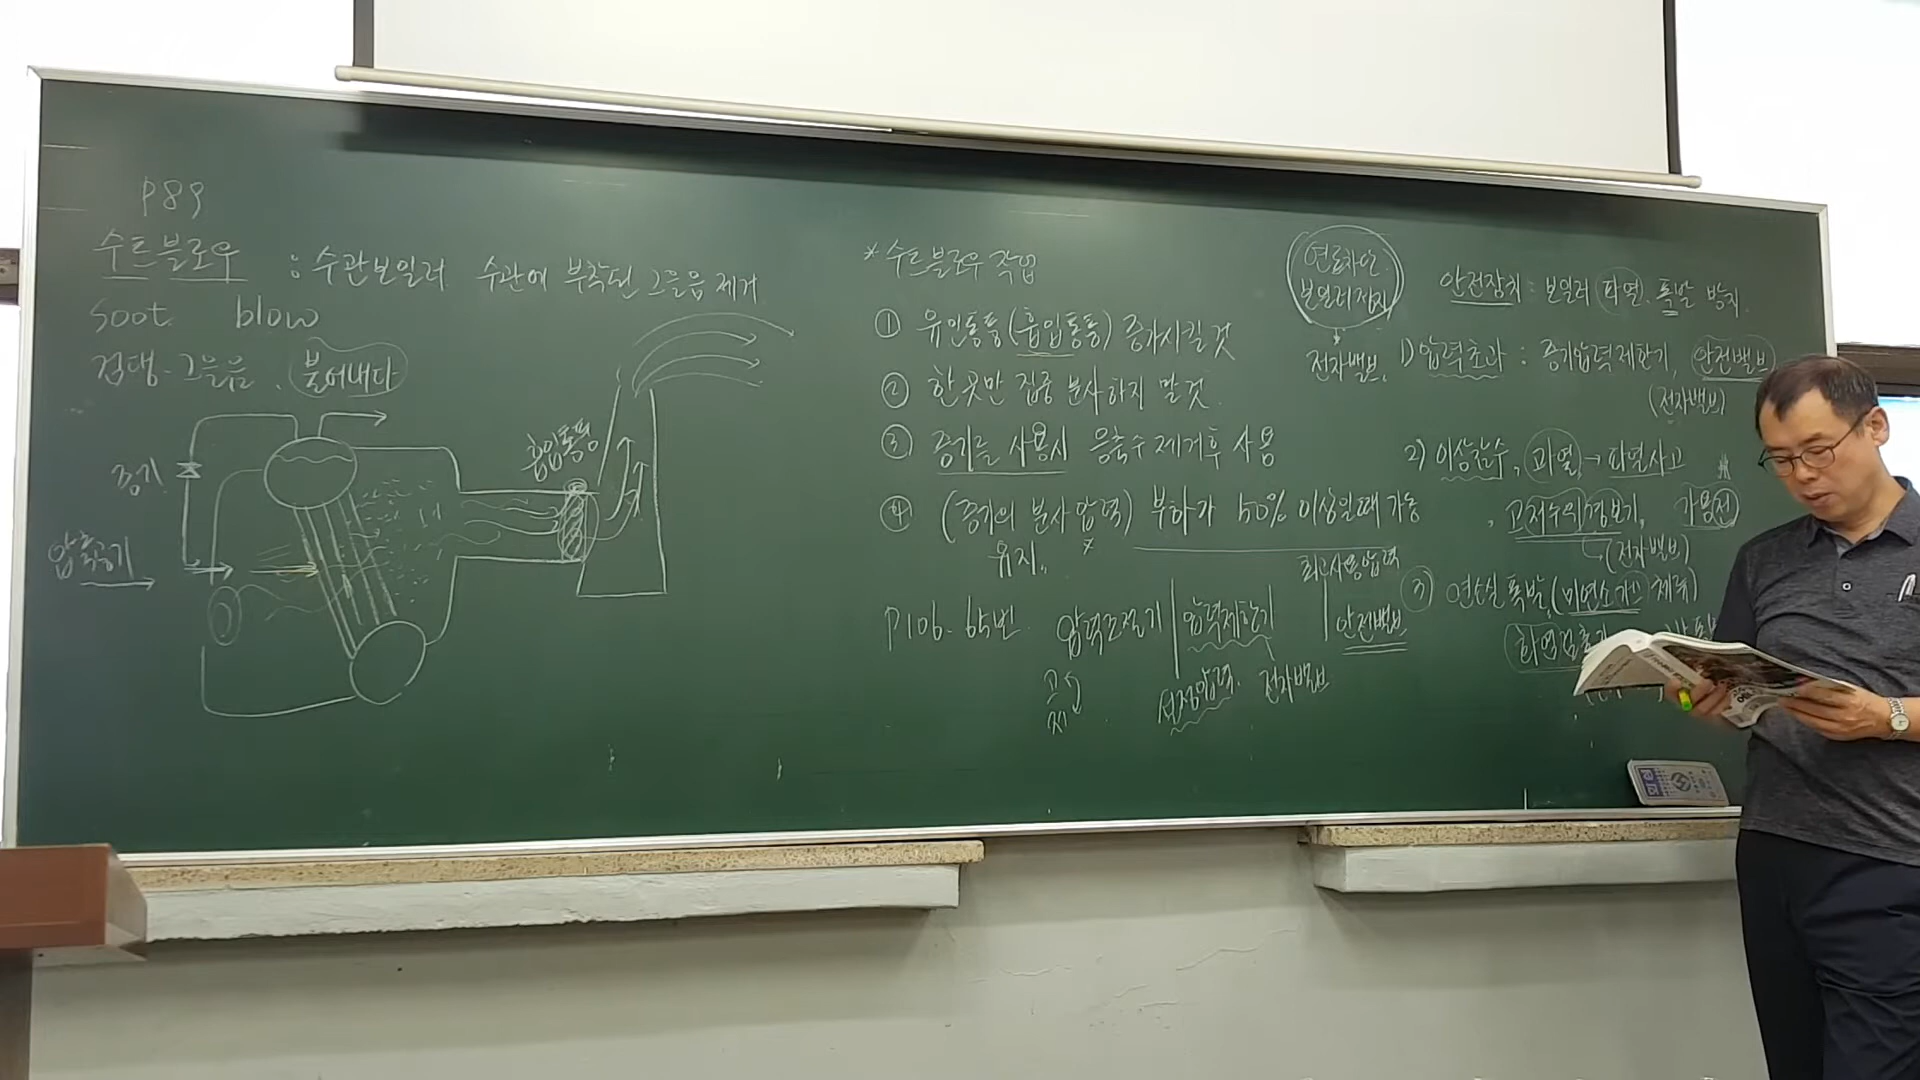 P89
수트블로우 : 수관보일러 수관에 부착된 그을음 제거
soot blow
검댕·그을음, 불어내다
증기
압축공기
흡입통풍
* 수트블로우 작업
① 유인통풍(흡입통풍) 증가시킬것
② 한곳만 집중 분사하지 말것.
③ 증기를 사용시 응축수 제거후 사용
④ (증기의 분사 압력) 부하가 50% 이상일때 가동
유지..
P106. 65번 압력조절기 압력제한기
최고사용압력
안전밸브
고
저
설정압력. 전자밸브
연료차단.
보일러정지
전자밸브.
안전장치 : 보일러 파열. 폭발 방지.
1) 압력초과 : 증기압력제한기, 안전밸브
(전자밸브)
2) 이상감수, 과열, → 파열사고
, 고저수위경보기, 가용전
(전자밸브)
3) 연소실 폭발, (미연소가스 체류)
화염검출기